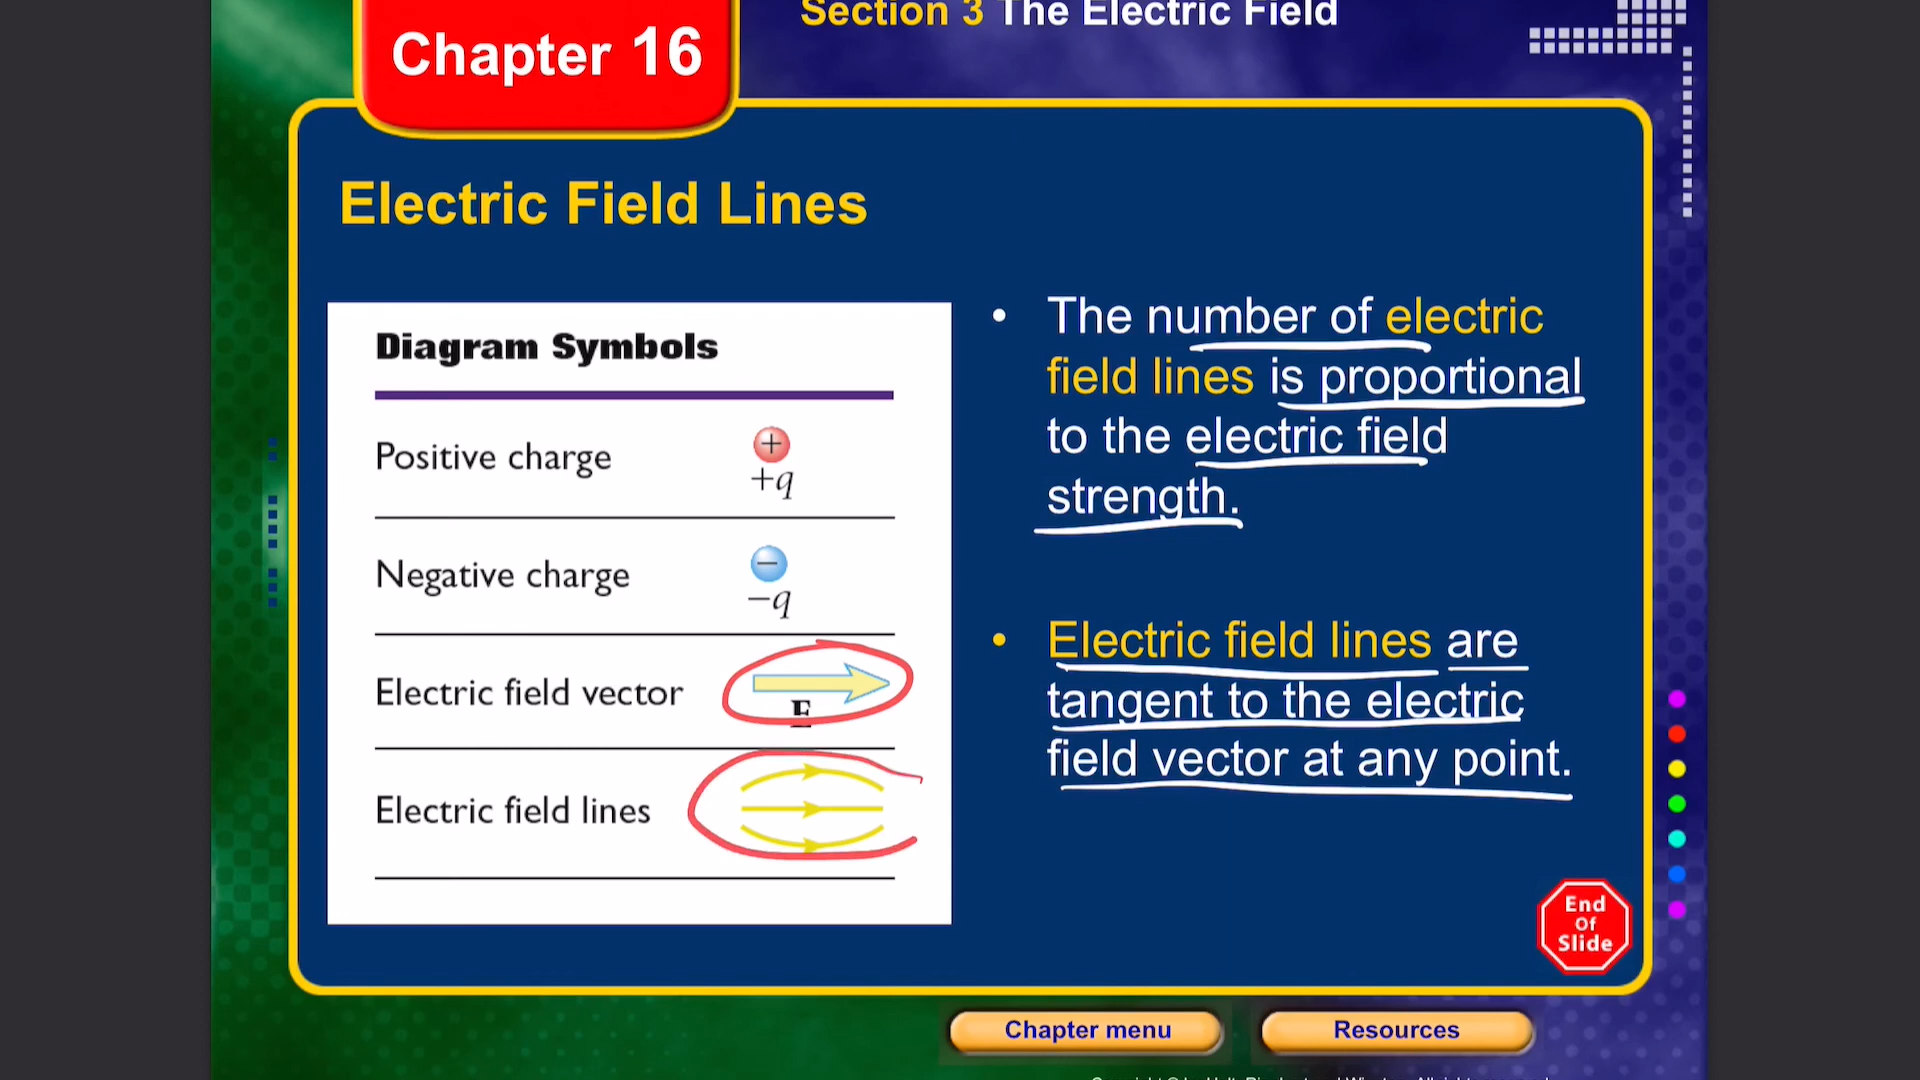 Section 3 The Electric Field
Chapter 16
Electric Field Lines
Diagram Symbols
Positive charge
+
+q
Negative charge
−
−q
Electric field vector
E
Electric field lines
• The number of electric
field lines is proportional
to the electric field
strength.
• Electric field lines are
tangent to the electric
field vector at any point.
End
Of
Slide
Chapter menu
Resources